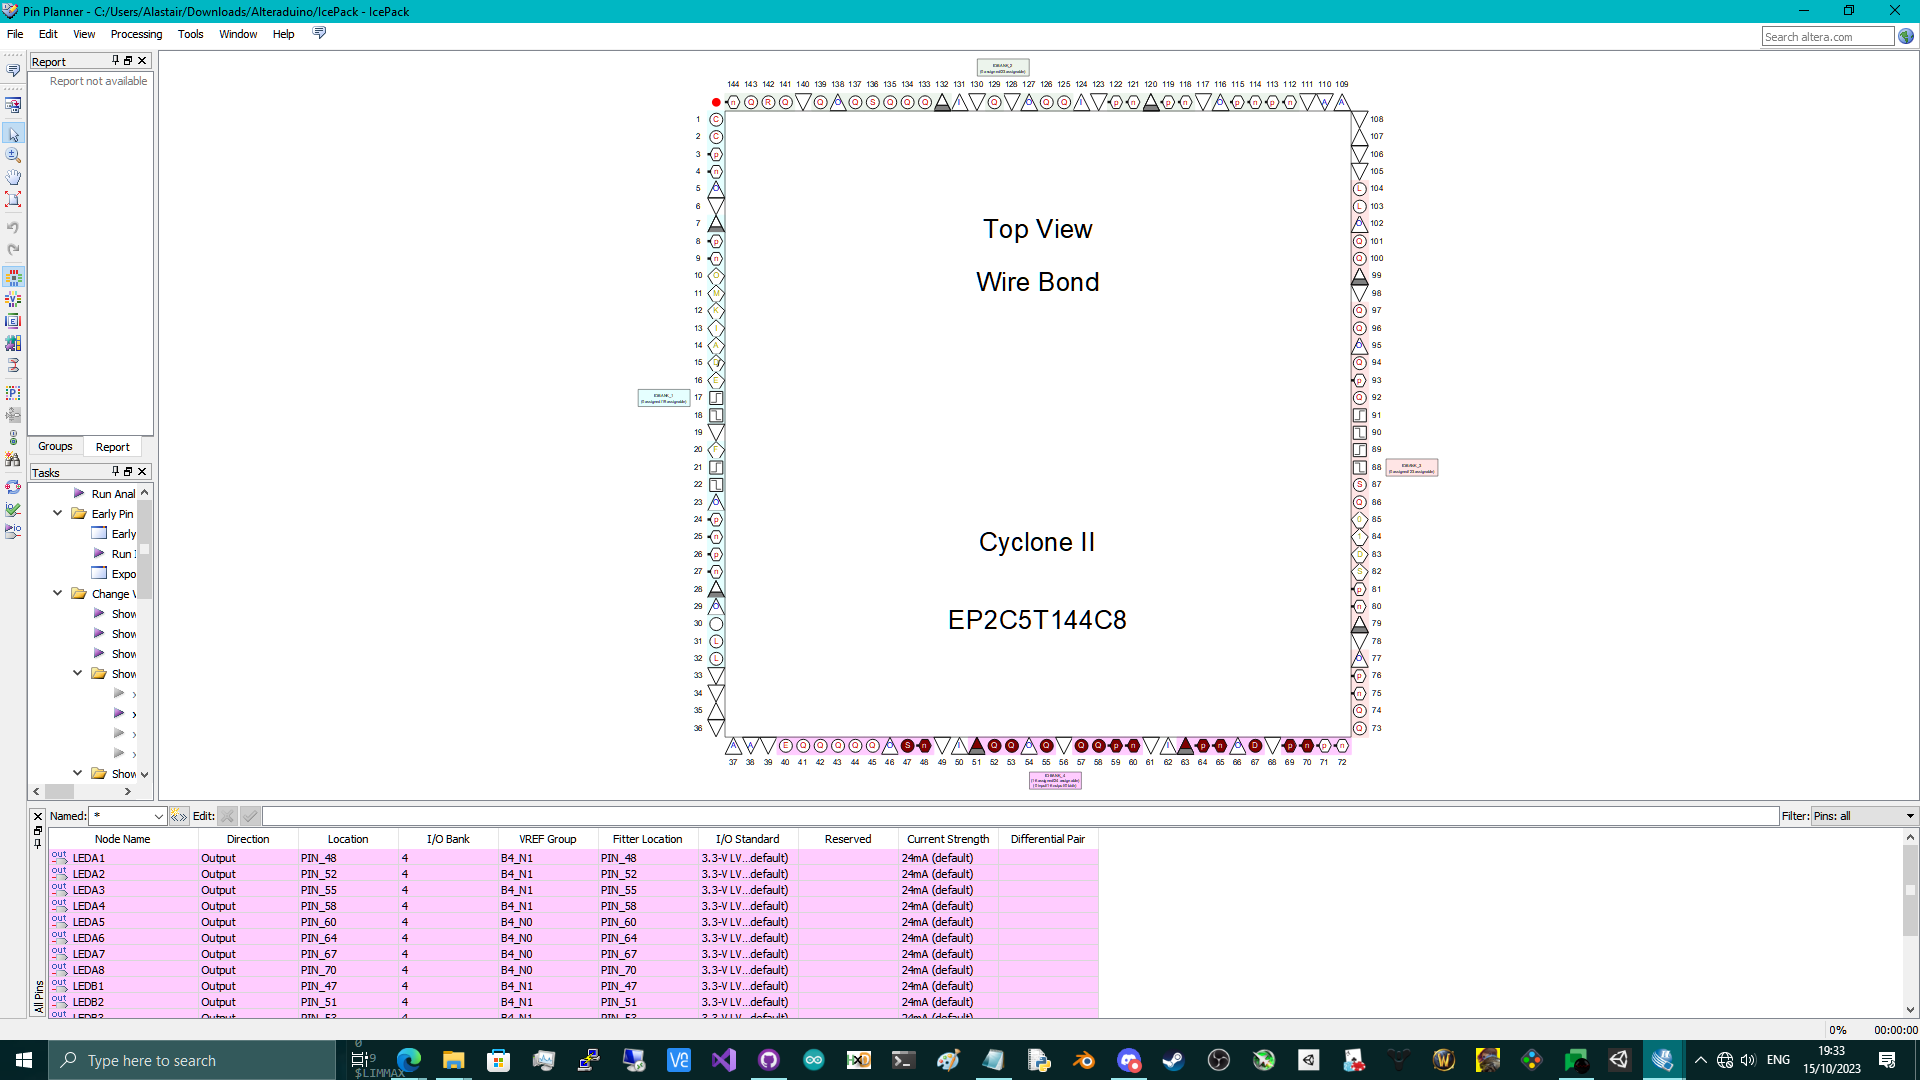 Pin Planner - C:/Users/Alastair/Downloads/Alteraduino/IcePack - IcePack
File Edit View Processing Tools Window Help
Search altera.com
Report
Report not available
Groups Report
Tasks
Run Anal
Early Pin
Early
Run I
Expo
Change V
Show
Show
Show
Show
Show
IOBANK_2
144 143 142 141 140 139 138 137 136 135 134 133 132 131 130 129 128 127 126 125 124 123 122 121 120 119 118 117 116 115 114 113 112 111 110 109
1 2 3 4 5 6 7 8 9 10 11 12 13 14 15 16 17 18 19 20 21 22 23 24 25 26 27 28 29 30 31 32 33 34 35 36
IOBANK_1
Top View
Wire Bond
Cyclone II
EP2C5T144C8
108 107 106 105 104 103 102 101 100 99 98 97 96 95 94 93 92 91 90 89 88 87 86 85 84 83 82 81 80 79 78 77 76 75 74 73
IOBANK_3
37 38 39 40 41 42 43 44 45 46 47 48 49 50 51 52 53 54 55 56 57 58 59 60 61 62 63 64 65 66 67 68 69 70 71 72
IOBANK_4
Named: * Edit: Filter: Pins: all
Node Name Direction Location I/O Bank VREF Group Fitter Location I/O Standard Reserved Current Strength Differential Pair
LEDA1 Output PIN_48 4 B4_N1 PIN_48 3.3-V LV...default) 24mA (default)
LEDA2 Output PIN_52 4 B4_N1 PIN_52 3.3-V LV...default) 24mA (default)
LEDA3 Output PIN_55 4 B4_N1 PIN_55 3.3-V LV...default) 24mA (default)
LEDA4 Output PIN_58 4 B4_N1 PIN_58 3.3-V LV...default) 24mA (default)
LEDA5 Output PIN_60 4 B4_N0 PIN_60 3.3-V LV...default) 24mA (default)
LEDA6 Output PIN_64 4 B4_N0 PIN_64 3.3-V LV...default) 24mA (default)
LEDA7 Output PIN_67 4 B4_N0 PIN_67 3.3-V LV...default) 24mA (default)
LEDA8 Output PIN_70 4 B4_N0 PIN_70 3.3-V LV...default) 24mA (default)
LEDB1 Output PIN_47 4 B4_N1 PIN_47 3.3-V LV...default) 24mA (default)
LEDB2 Output PIN_51 4 B4_N1 PIN_51 3.3-V LV...default) 24mA (default)
LEDB3 Output PIN_53 4 B4_N1 PIN_53 3.3-V LV...default) 24mA (default)
All Pins
0% 00:00:00
Type here to search
$LIMMAX
ENG
19:33
15/10/2023